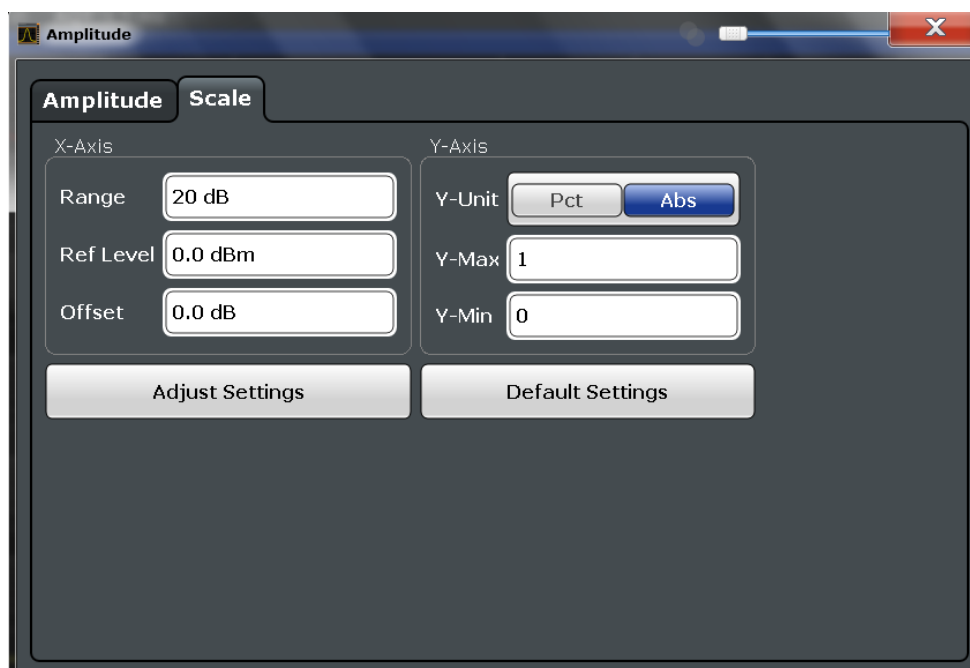 Amplitude
X
Amplitude Scale
X-Axis
Range 20 dB
Ref Level 0.0 dBm
Offset 0.0 dB
Y-Axis
Y-Unit Pct Abs
Y-Max 1
Y-Min 0
Adjust Settings
Default Settings